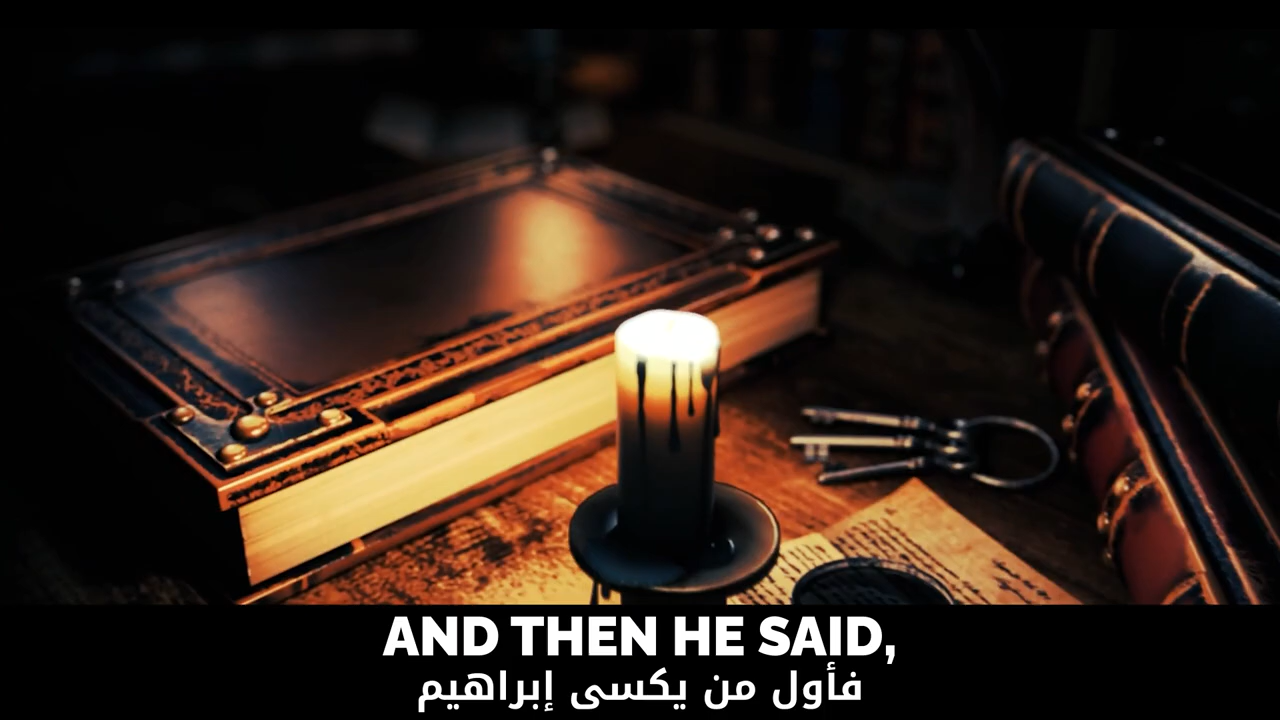 AND THEN HE SAID,
فأول من يكسى إبراهيم